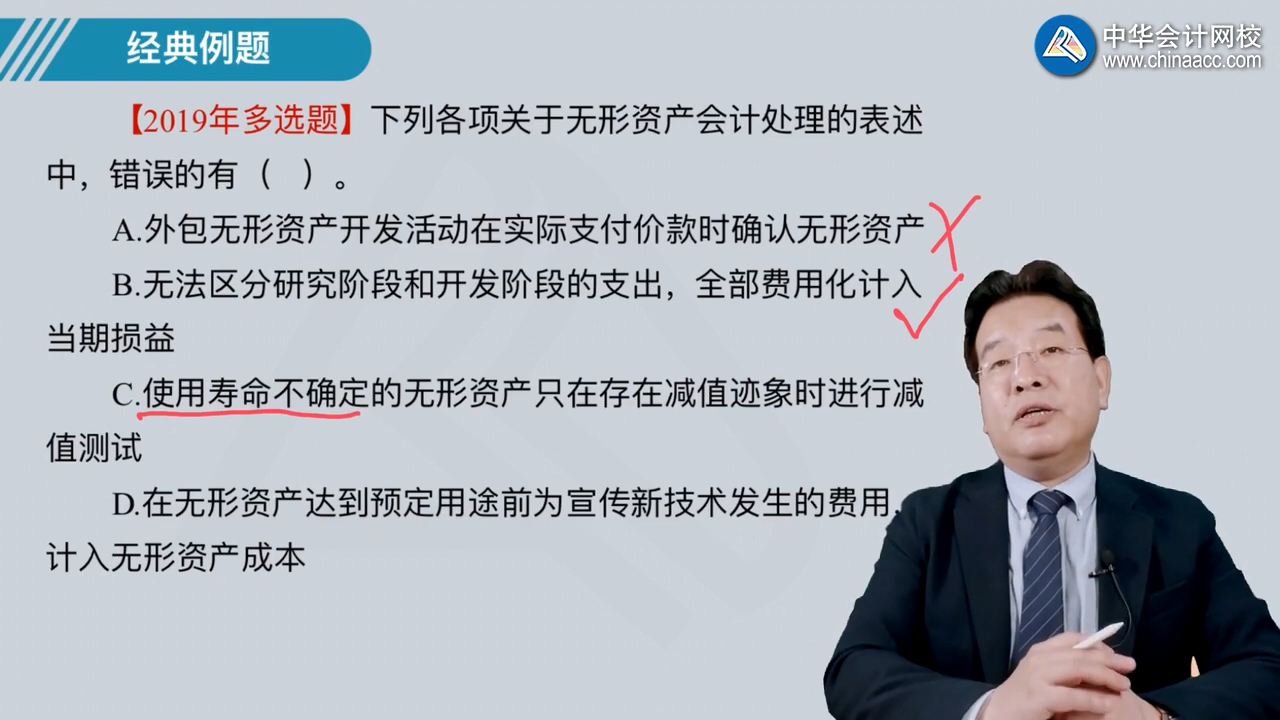 经典例题
中华会计网校
www.chinaacc.com
【2019年多选题】下列各项关于无形资产会计处理的表述
中，错误的有（ ）。
A.外包无形资产开发活动在实际支付价款时确认无形资产
B.无法区分研究阶段和开发阶段的支出，全部费用化计入
当期损益
C.使用寿命不确定的无形资产只在存在减值迹象时进行减
值测试
D.在无形资产达到预定用途前为宣传新技术发生的费用，
计入无形资产成本